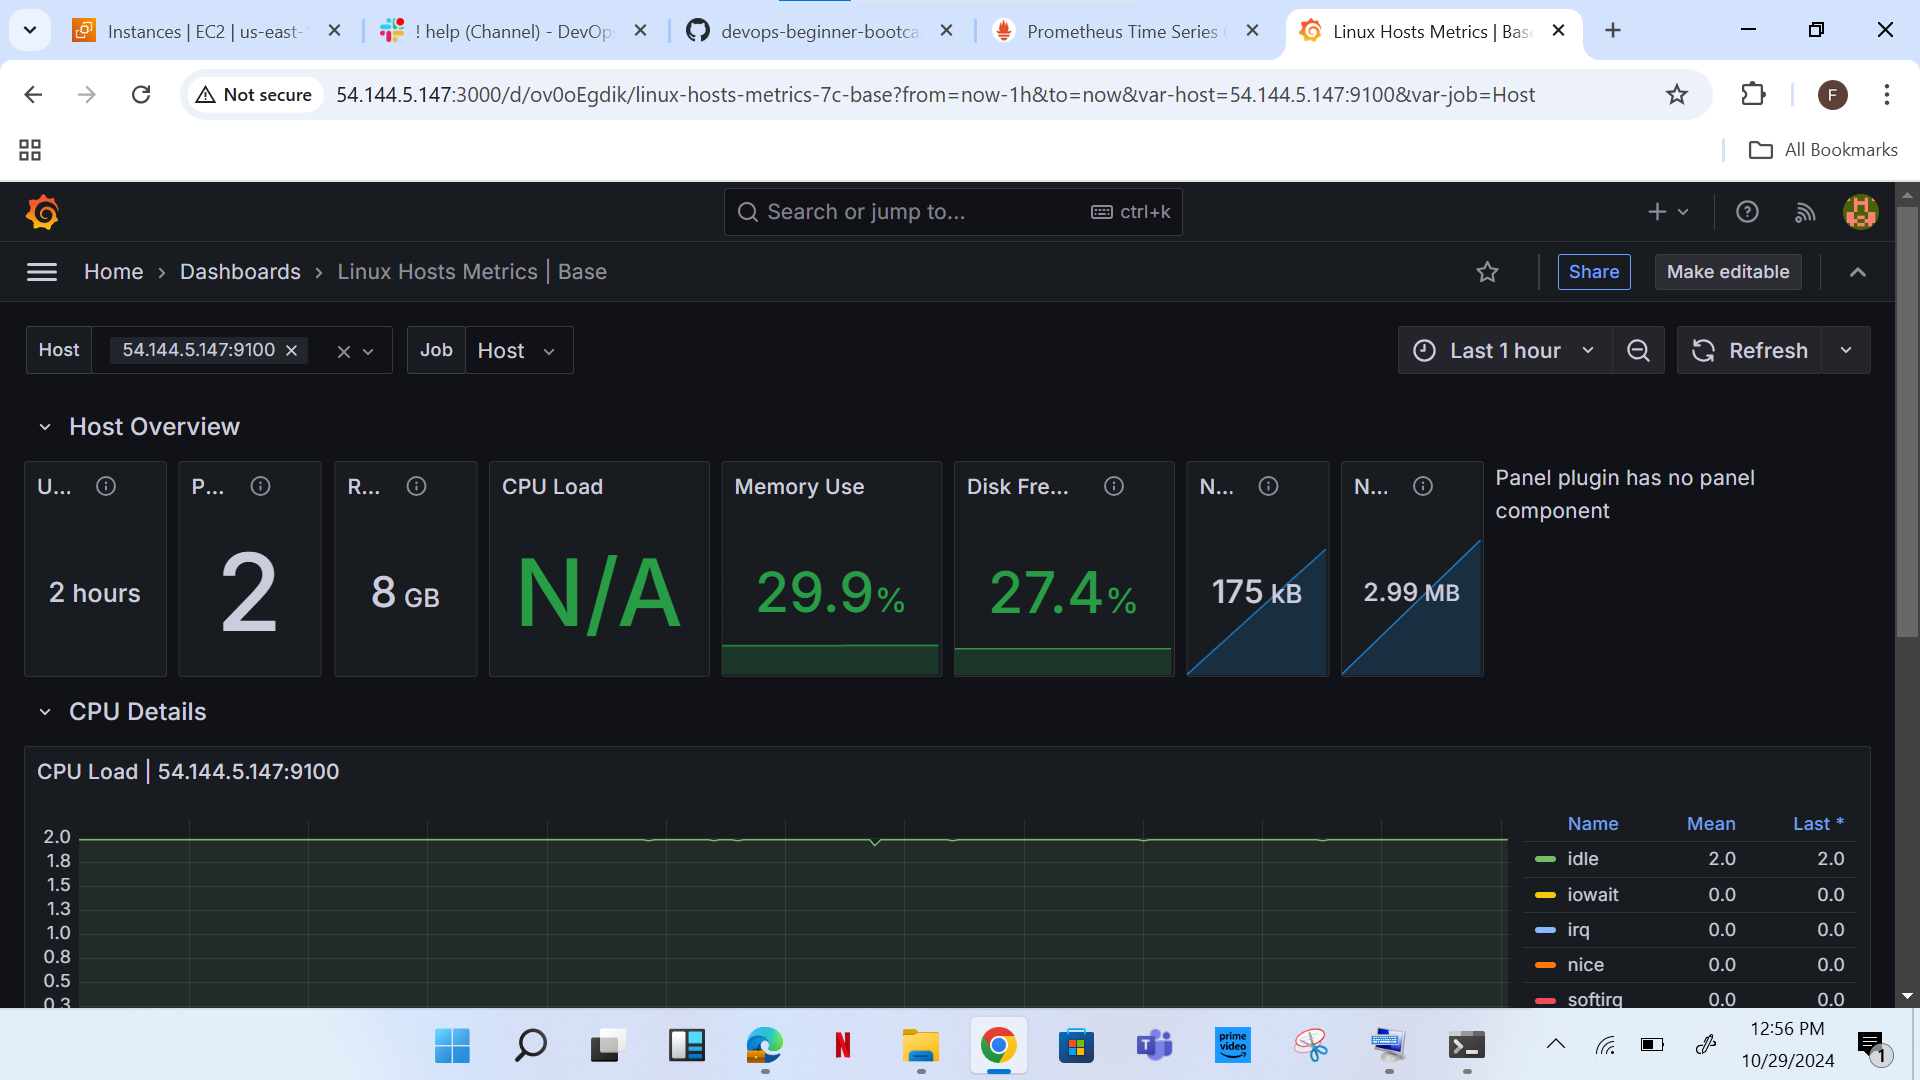 Instances | EC2 | us-east-1
! help (Channel) - DevOp
devops-beginner-bootca
Prometheus Time Series
Linux Hosts Metrics | Bas
Not secure
54.144.5.147:3000/d/ov0oEgdik/linux-hosts-metrics-7c-base?from=now-1h&to=now&var-host=54.144.5.147:9100&var-job=Host
F
All Bookmarks
Search or jump to...
ctrl+k
Home › Dashboards › Linux Hosts Metrics | Base
Share
Make editable
Host
54.144.5.147:9100
Job
Host
Last 1 hour
Refresh
Host Overview
U...
P...
R...
CPU Load
Memory Use
Disk Fre...
N...
N...
Panel plugin has no panel
component
2 hours
2
8 GB
N/A
29.9%
27.4%
175 kB
2.99 MB
CPU Details
CPU Load | 54.144.5.147:9100
2.0
1.8
1.5
1.3
1.0
0.8
0.5
0.3
Name Mean Last *
idle 2.0 2.0
iowait 0.0 0.0
irq 0.0 0.0
nice 0.0 0.0
softirq 0.0 0.0
N
prime
video
12:56 PM
10/29/2024
1